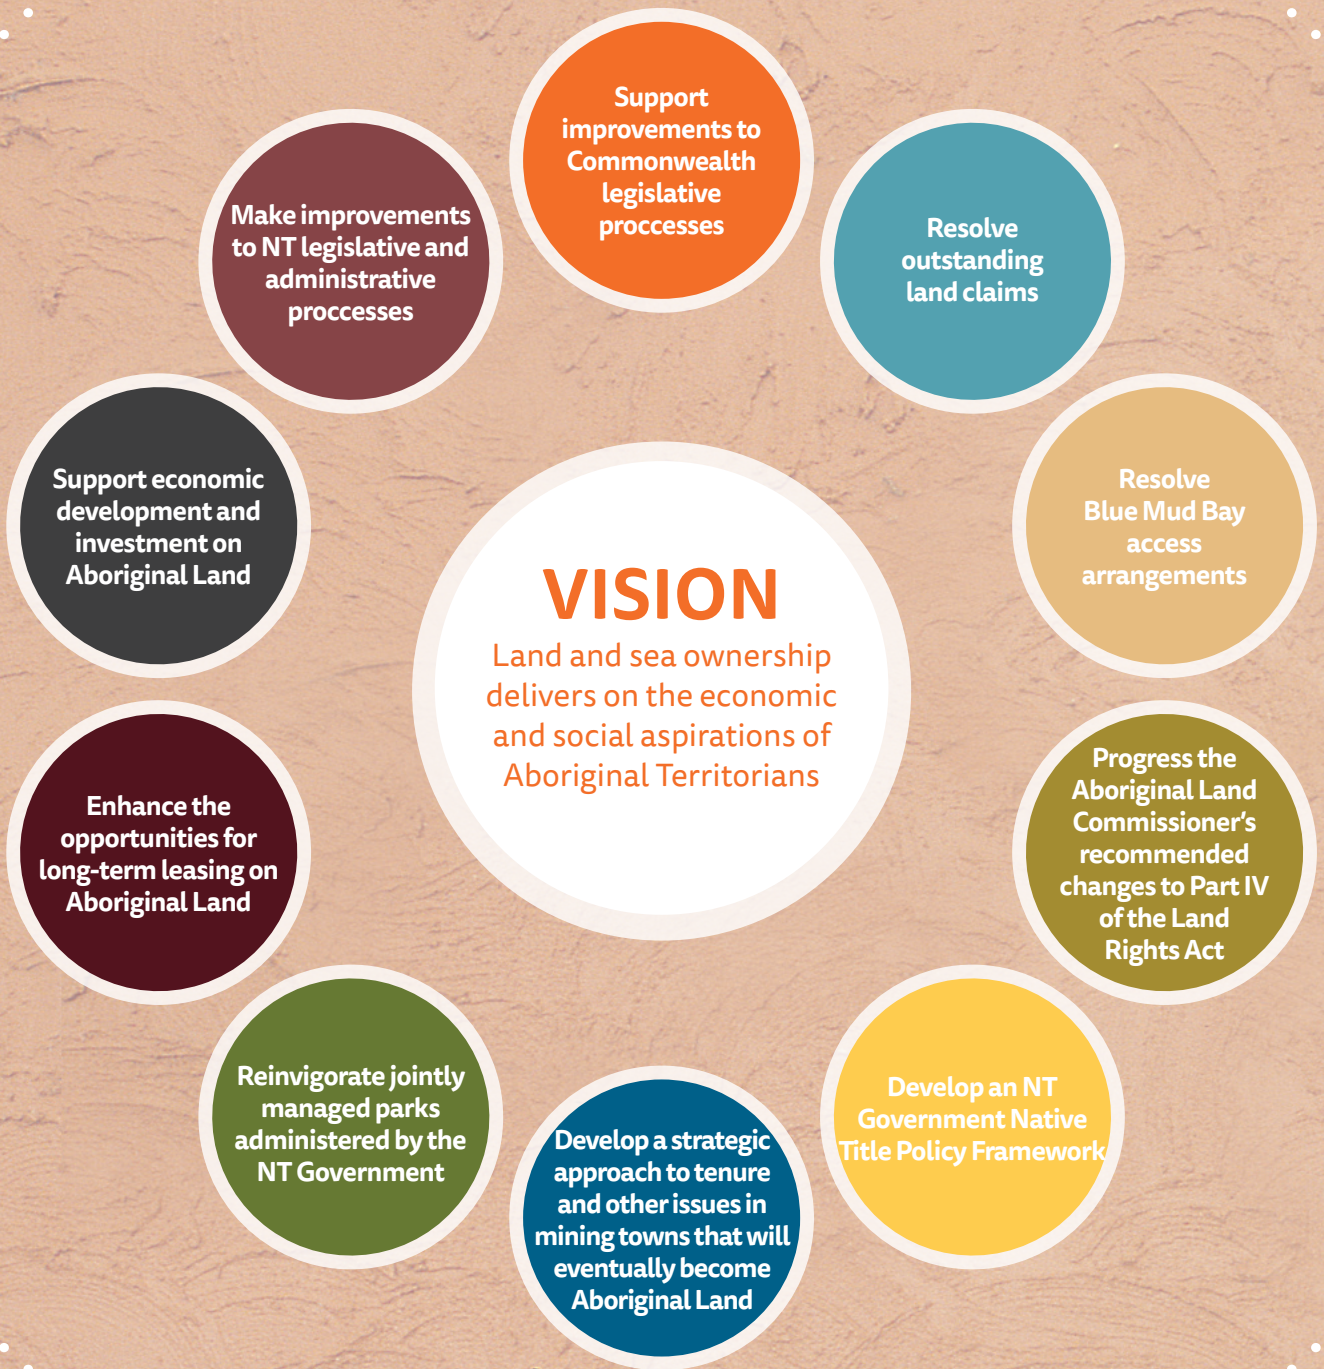 Support
improvements to
Commonwealth
legislative
proccesses
Resolve
outstanding
land claims
Resolve
Blue Mud Bay
access
arrangements
Progress the
Aboriginal Land
Commissioner's
recommended
changes to Part IV
of the Land
Rights Act
Develop an NT
Government Native
Title Policy Framework
Develop a strategic
approach to tenure
and other issues in
mining towns that will
eventually become
Aboriginal Land
Reinvigorate jointly
managed parks
administered by the
NT Government
Enhance the
opportunities for
long-term leasing on
Aboriginal Land
Support economic
development and
investment on
Aboriginal Land
Make improvements
to NT legislative and
administrative
proccesses
VISION
Land and sea ownership
delivers on the economic
and social aspirations of
Aboriginal Territorians